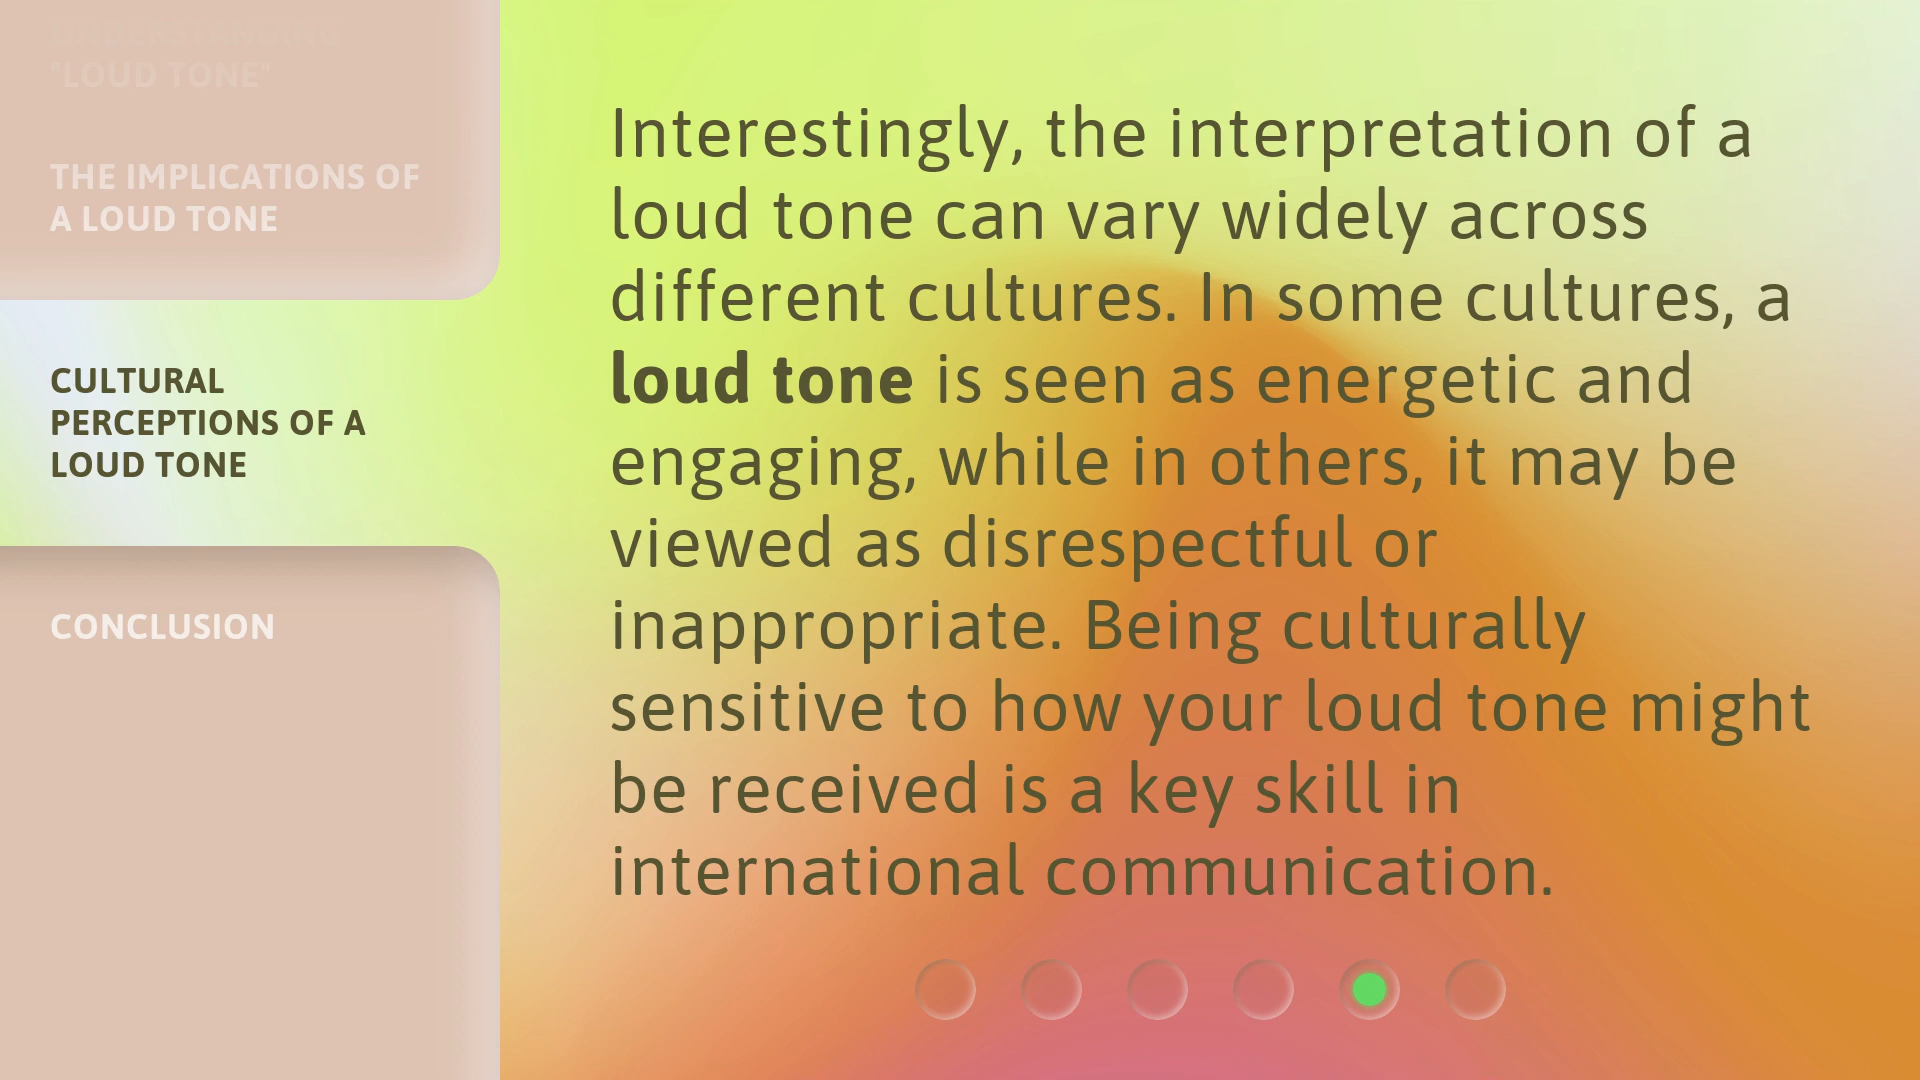 UNDERSTANDING
"LOUD TONE"
THE IMPLICATIONS OF
A LOUD TONE
CULTURAL
PERCEPTIONS OF A
LOUD TONE
CONCLUSION
Interestingly, the interpretation of a
loud tone can vary widely across
different cultures. In some cultures, a
loud tone is seen as energetic and
engaging, while in others, it may be
viewed as disrespectful or
inappropriate. Being culturally
sensitive to how your loud tone might
be received is a key skill in
international communication.